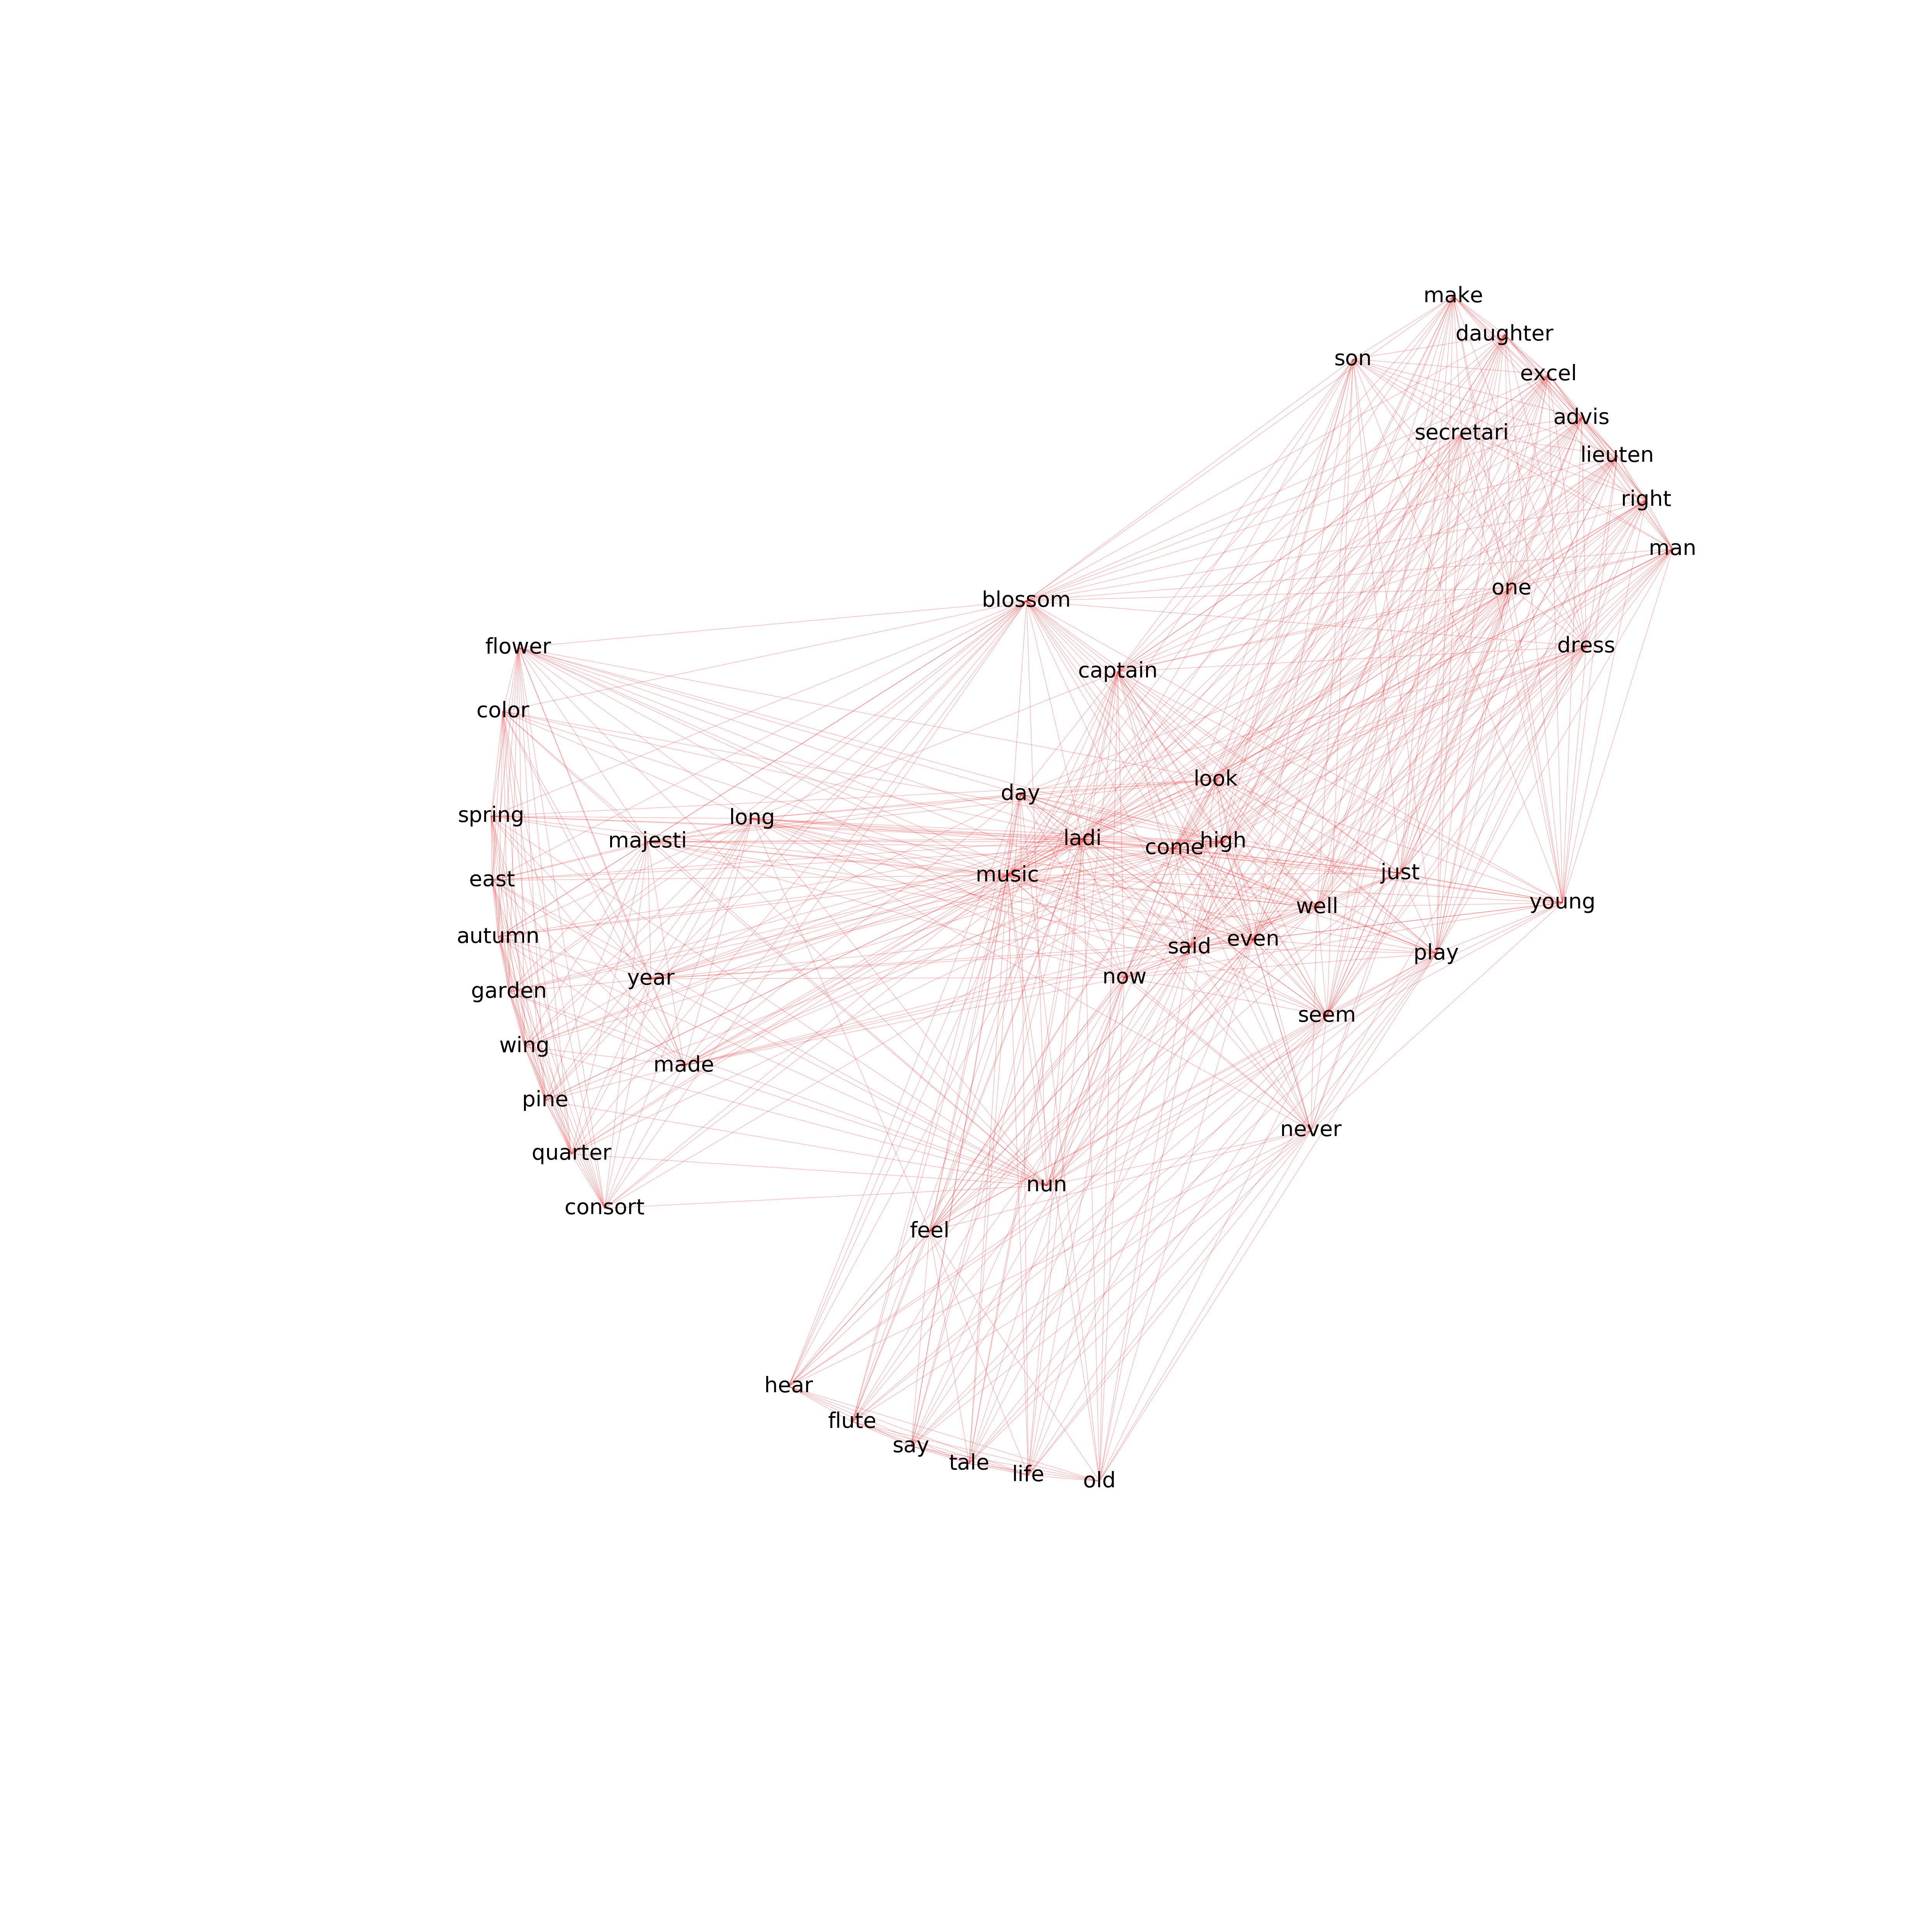 make
daughter
son
excel
advis
secretari
lieuten
right
man
one
blossom
dress
flower
captain
color
look
day
spring
long
majesti
ladi
high
come
just
music
east
young
well
autumn
even
said
play
now
year
garden
seem
wing
made
pine
never
quarter
nun
consort
feel
hear
flute
say
tale
life
old